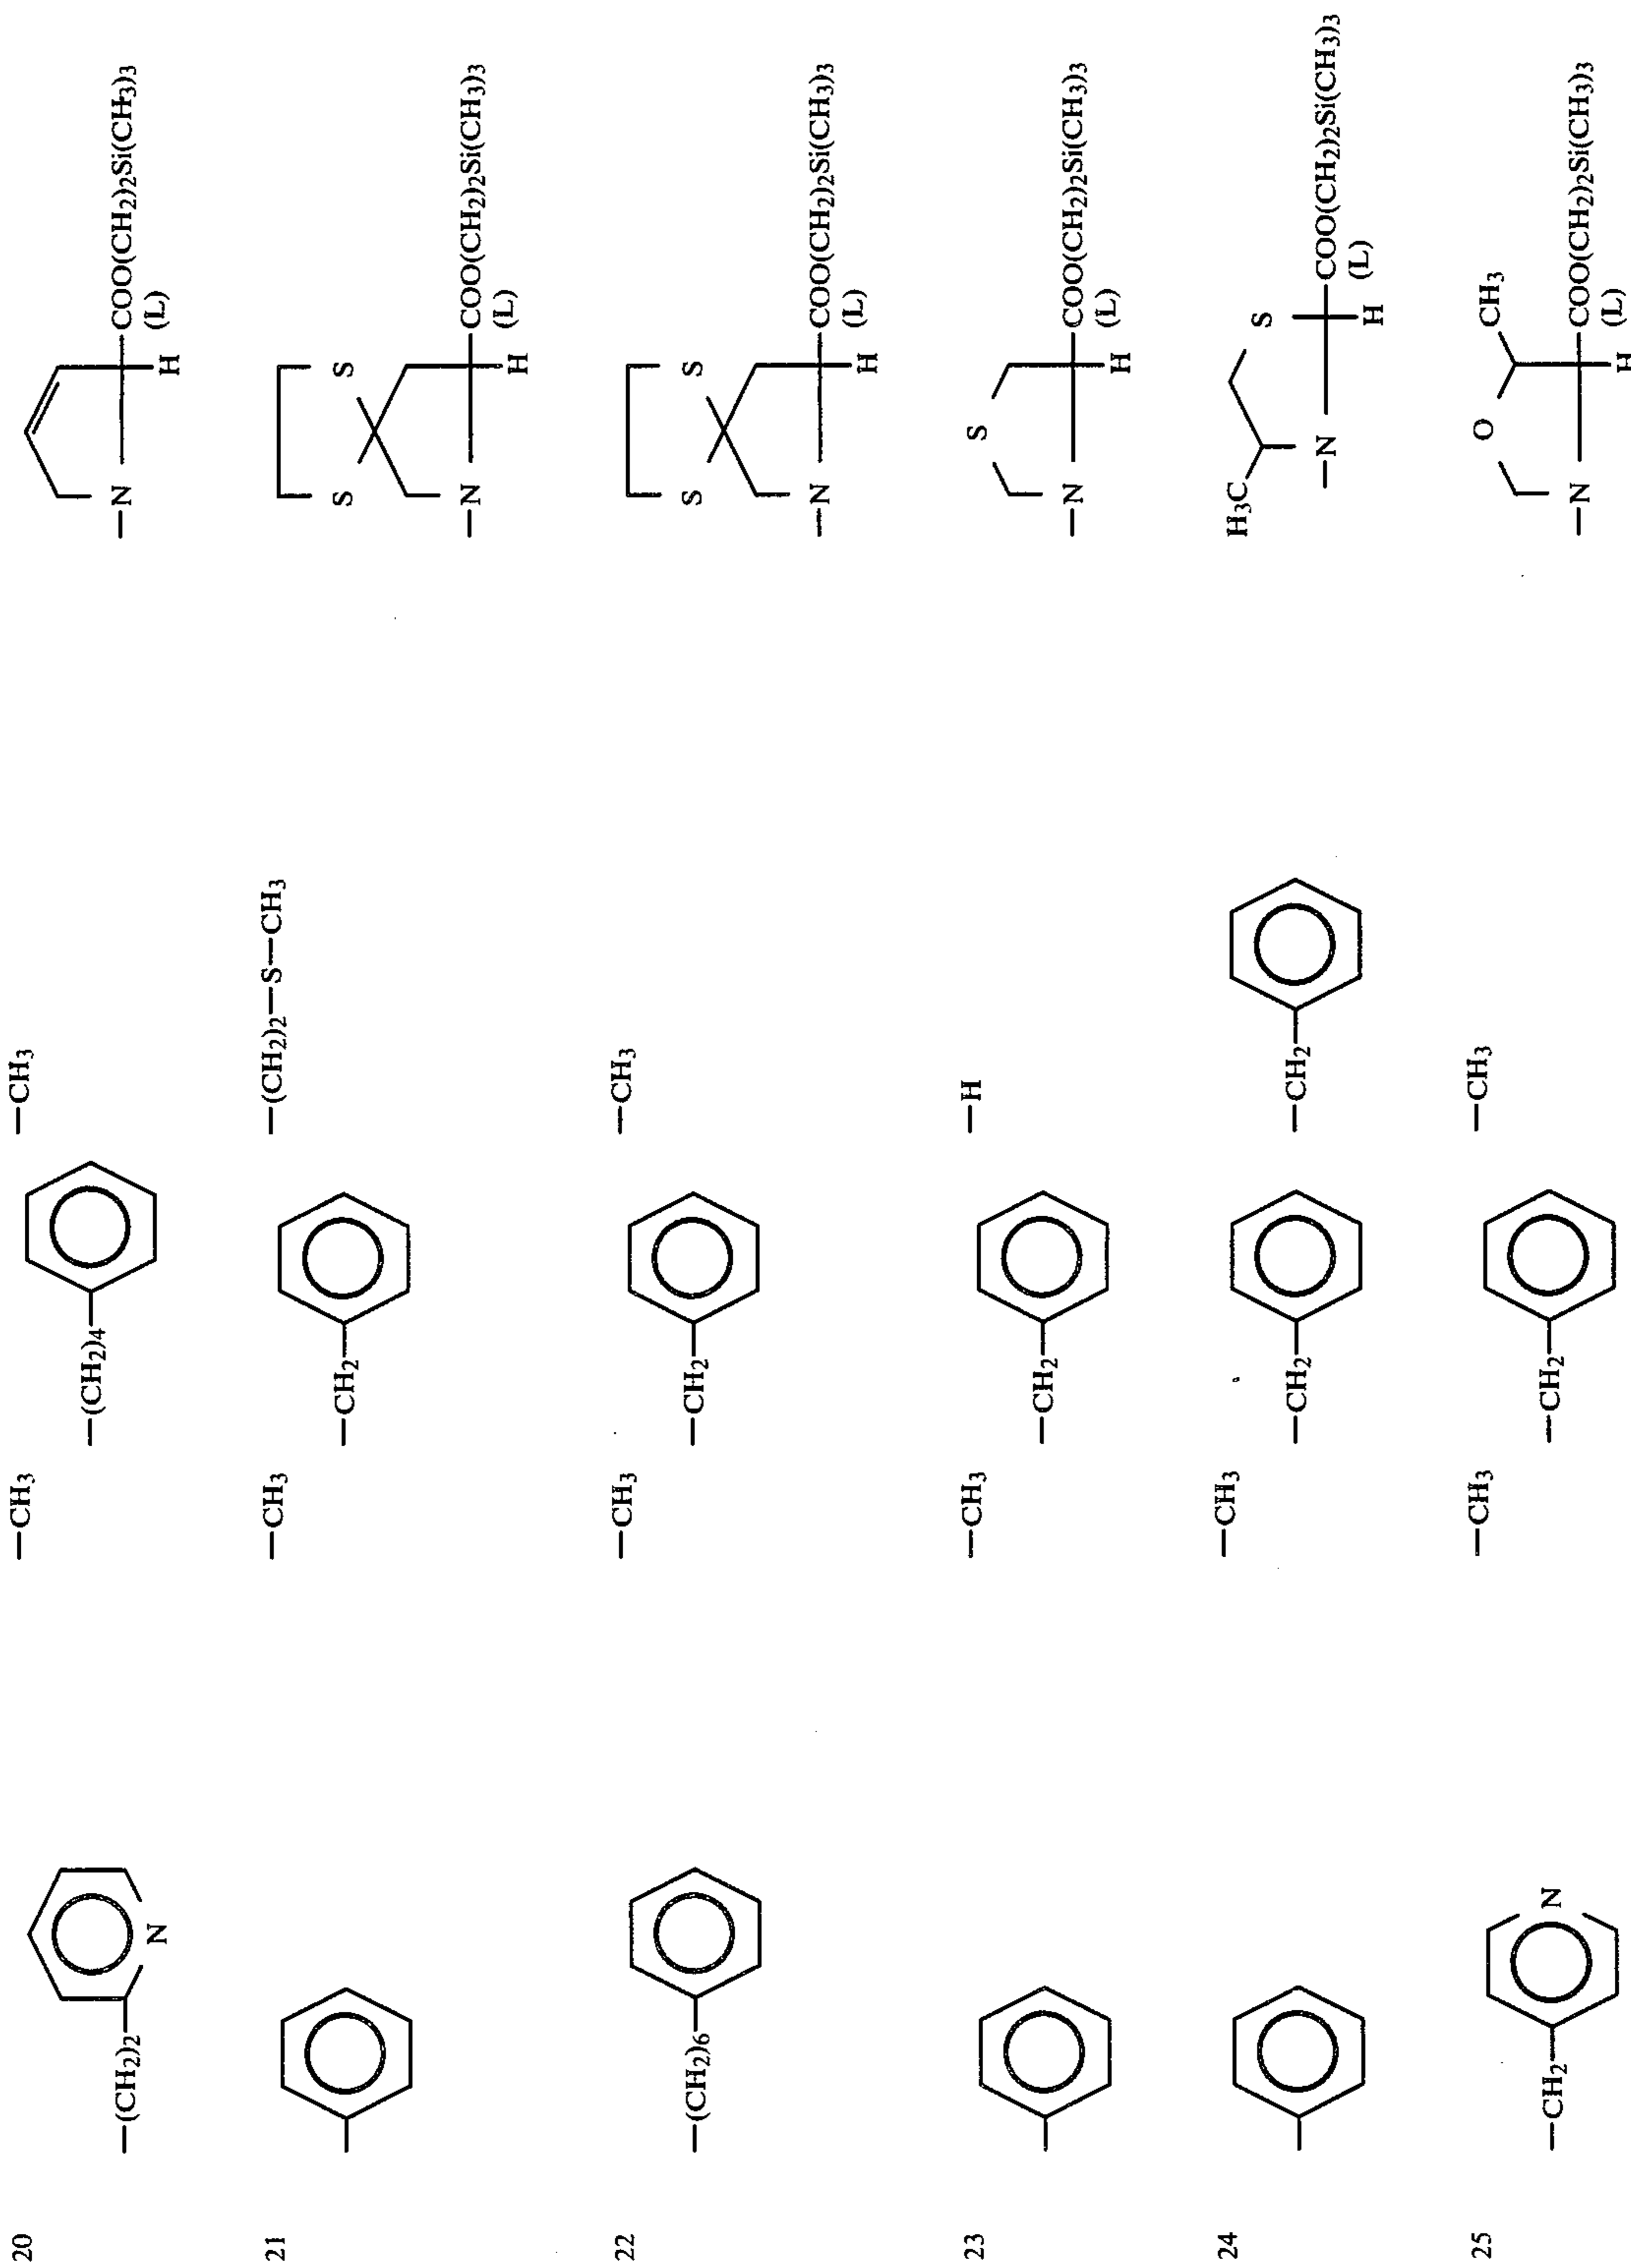 20 —(CH2)2— N —CH3 —(CH2)4— —CH3 —N COO(CH2)2Si(CH3)3 (L) H
21 —CH3 —CH2— —(CH2)2—S—CH3 S S —N COO(CH2)2Si(CH3)3 (L) H
22 —(CH2)6— —CH3 —CH2— —CH3 S S —N COO(CH2)2Si(CH3)3 (L) H
23 —CH3 —CH2— —H S —N COO(CH2)2Si(CH3)3 (L) H
24 —CH3 —CH2— —CH2— H3C S —N COO(CH2)2Si(CH3)3 (L) H
25 —CH2— N —CH3 —CH2— —CH3 O CH3 —N COO(CH2)2Si(CH3)3 (L) H